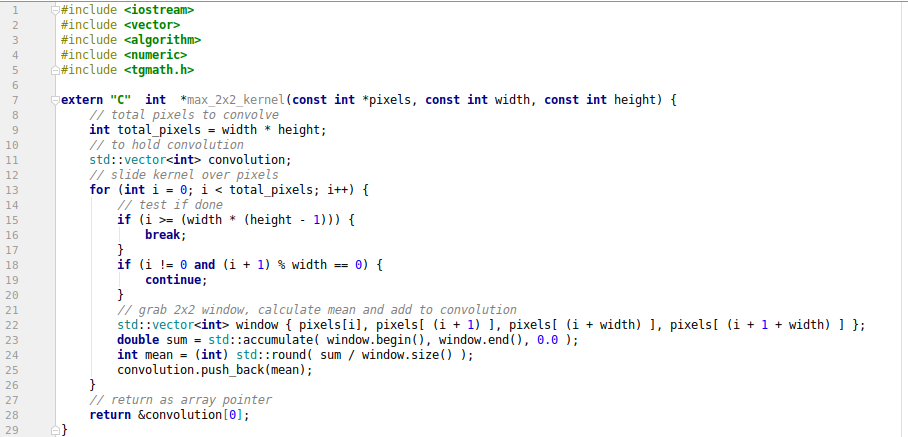 1 #include <iostream>
2 #include <vector>
3 #include <algorithm>
4 #include <numeric>
5 #include <tgmath.h>
6
7 extern "C"  int  *max_2x2_kernel(const int *pixels, const int width, const int height) {
8     // total pixels to convolve
9     int total_pixels = width * height;
10     // to hold convolution
11     std::vector<int> convolution;
12     // slide kernel over pixels
13     for (int i = 0; i < total_pixels; i++) {
14         // test if done
15         if (i >= (width * (height - 1))) {
16             break;
17         }
18         if (i != 0 and (i + 1) % width == 0) {
19             continue;
20         }
21         // grab 2x2 window, calculate mean and add to convolution
22         std::vector<int> window { pixels[i], pixels[ (i + 1) ], pixels[ (i + width) ], pixels[ (i + 1 + width) ] };
23         double sum = std::accumulate( window.begin(), window.end(), 0.0 );
24         int mean = (int) std::round( sum / window.size() );
25         convolution.push_back(mean);
26     }
27     // return as array pointer
28     return &convolution[0];
29 }